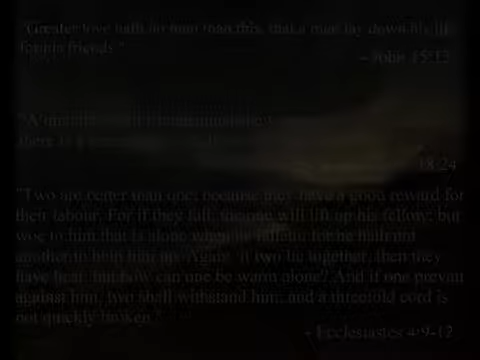 "Greater love hath no man than this, that a man lay down his life
for his friends."
- John 15:13
there is a
18:24
"Two are better than one; because they have a good reward for
their labour. For if they fall, the one will lift up his fellow: but
woe to him that is alone when he falleth; for he hath not
another to help him up. Again, if two lie together, then they
have heat: but how can one be warm alone? And if one prevail
against him, two shall withstand him; and a threefold cord is
not quickly broken."
- Ecclesiastes 4:9-12